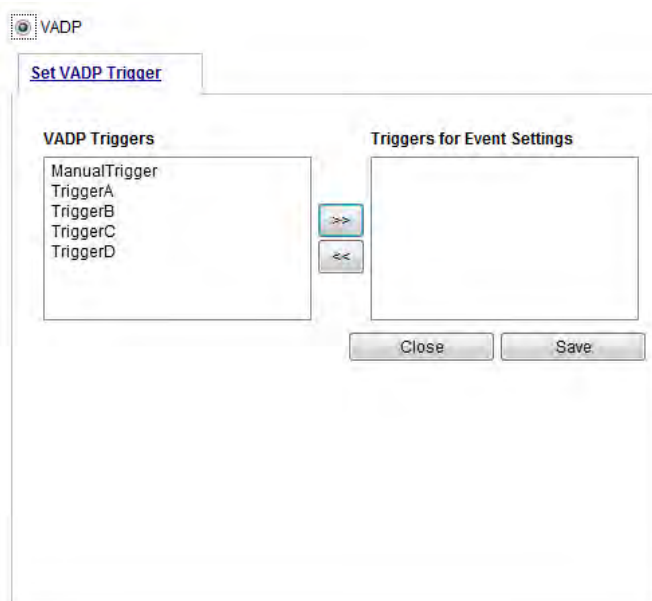 VADP
Set VADP Trigger
VADP Triggers
Triggers for Event Settings
ManualTrigger
TriggerA
TriggerB
TriggerC
TriggerD
>>
<<
Close
Save